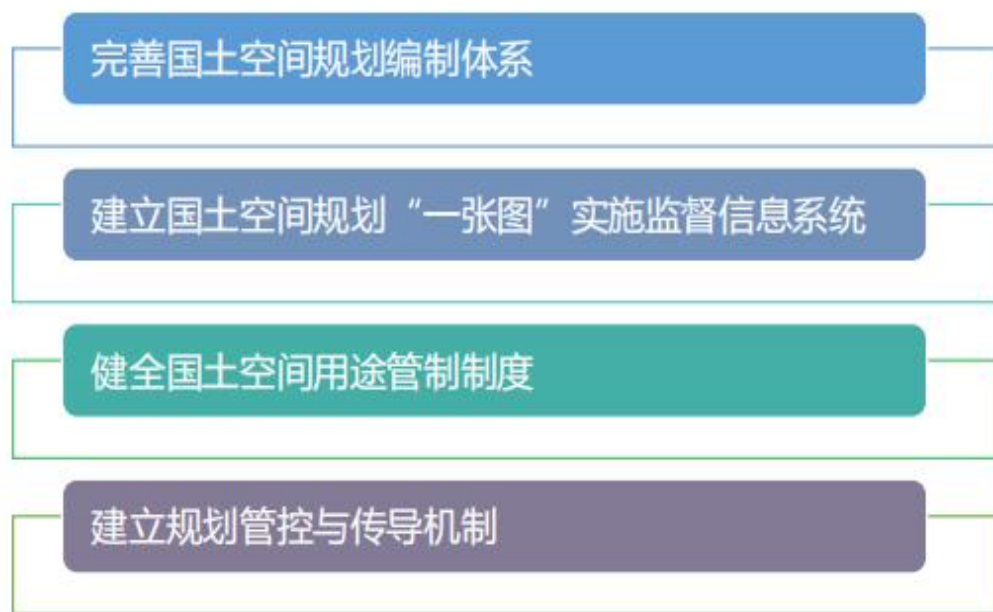 完善国土空间规划编制体系
建立国土空间规划“一张图”实施监督信息系统
健全国土空间用途管制制度
建立规划管控与传导机制